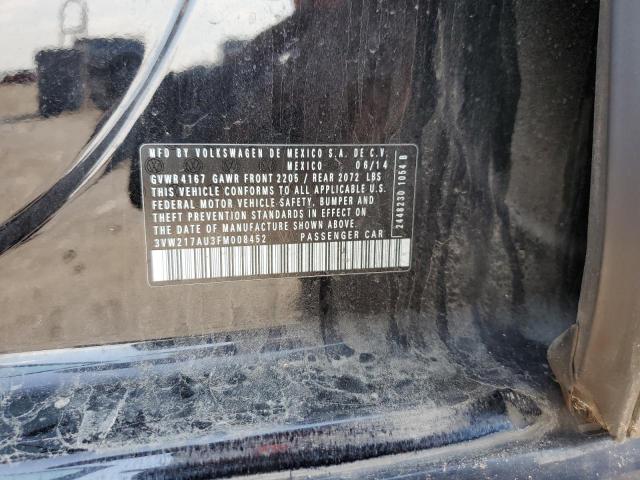 MFD BY VOLKSWAGEN DE MEXICO S.A. DE C.V.
MEXICO 06/14
GVWR4167 GAWR FRONT 2205 / REAR 2072 LBS
THIS VEHICLE CONFORMS TO ALL APPLICABLE U.S.
FEDERAL MOTOR VEHICLE-SAFETY, BUMPER AND
THEFT PREVENTION STANDARDS IN EFFECT ON
THE DATE OF MANUFACTURE SHOWN ABOVE.
3VW217AU3FM008452 PASSENGER CAR
2448230 1054 B